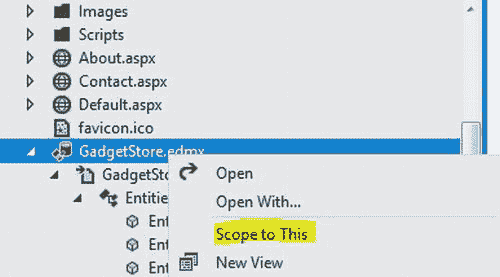 Images
Scripts
About.aspx
Contact.aspx
Default.aspx
favicon.ico
GadgetStore.edmx
GadgetSto
Open
Entitie
Open With...
Ent
Ent
Scope to This
Ent
New View